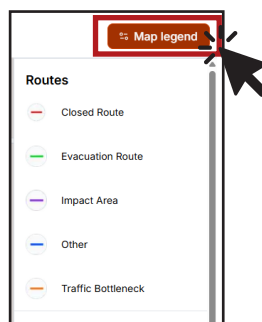 Map legend
Routes
Closed Route
Evacuation Route
Impact Area
Other
Traffic Bottleneck